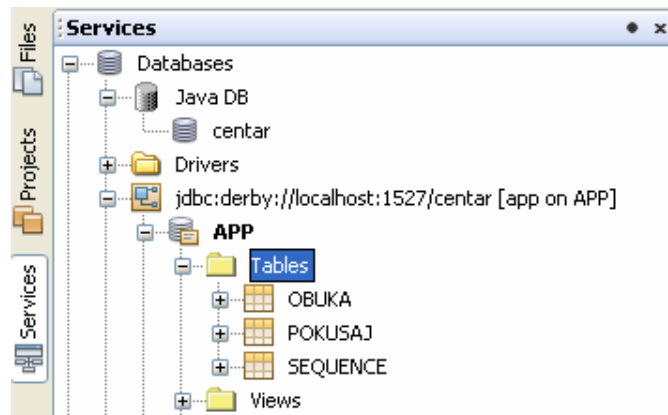 Services
Databases
Java DB
centar
Drivers
jdbc:derby://localhost:1527/centar [app on APP]
APP
Tables
OBUKA
POKUSAJ
SEQUENCE
Views
Files
Projects
Services